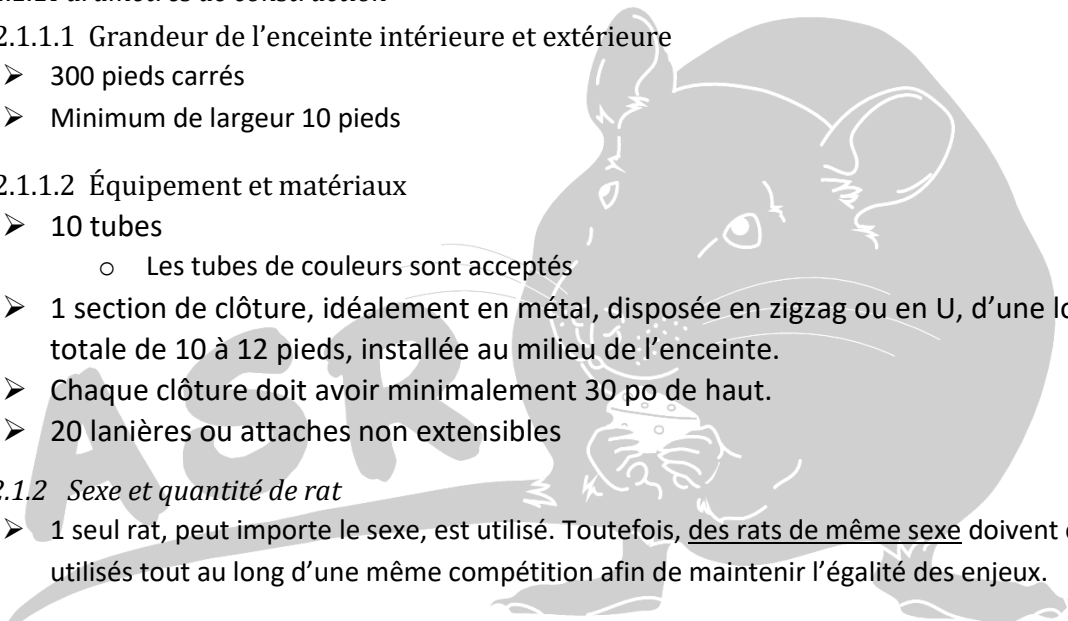 2.1.1.1 Grandeur de l’enceinte intérieure et extérieure
➢ 300 pieds carrés
➢ Minimum de largeur 10 pieds
2.1.1.2 Équipement et matériaux
➢ 10 tubes
o Les tubes de couleurs sont acceptés
➢ 1 section de clôture, idéalement en métal, disposée en zigzag ou en U, d’une
totale de 10 à 12 pieds, installée au milieu de l’enceinte.
➢ Chaque clôture doit avoir minimalement 30 po de haut.
➢ 20 lanières ou attaches non extensibles
2.1.2 Sexe et quantité de rat
➢ 1 seul rat, peut importe le sexe, est utilisé. Toutefois, des rats de même sexe doivent
utilisés tout au long d’une même compétition afin de maintenir l’égalité des enjeux.
ASR